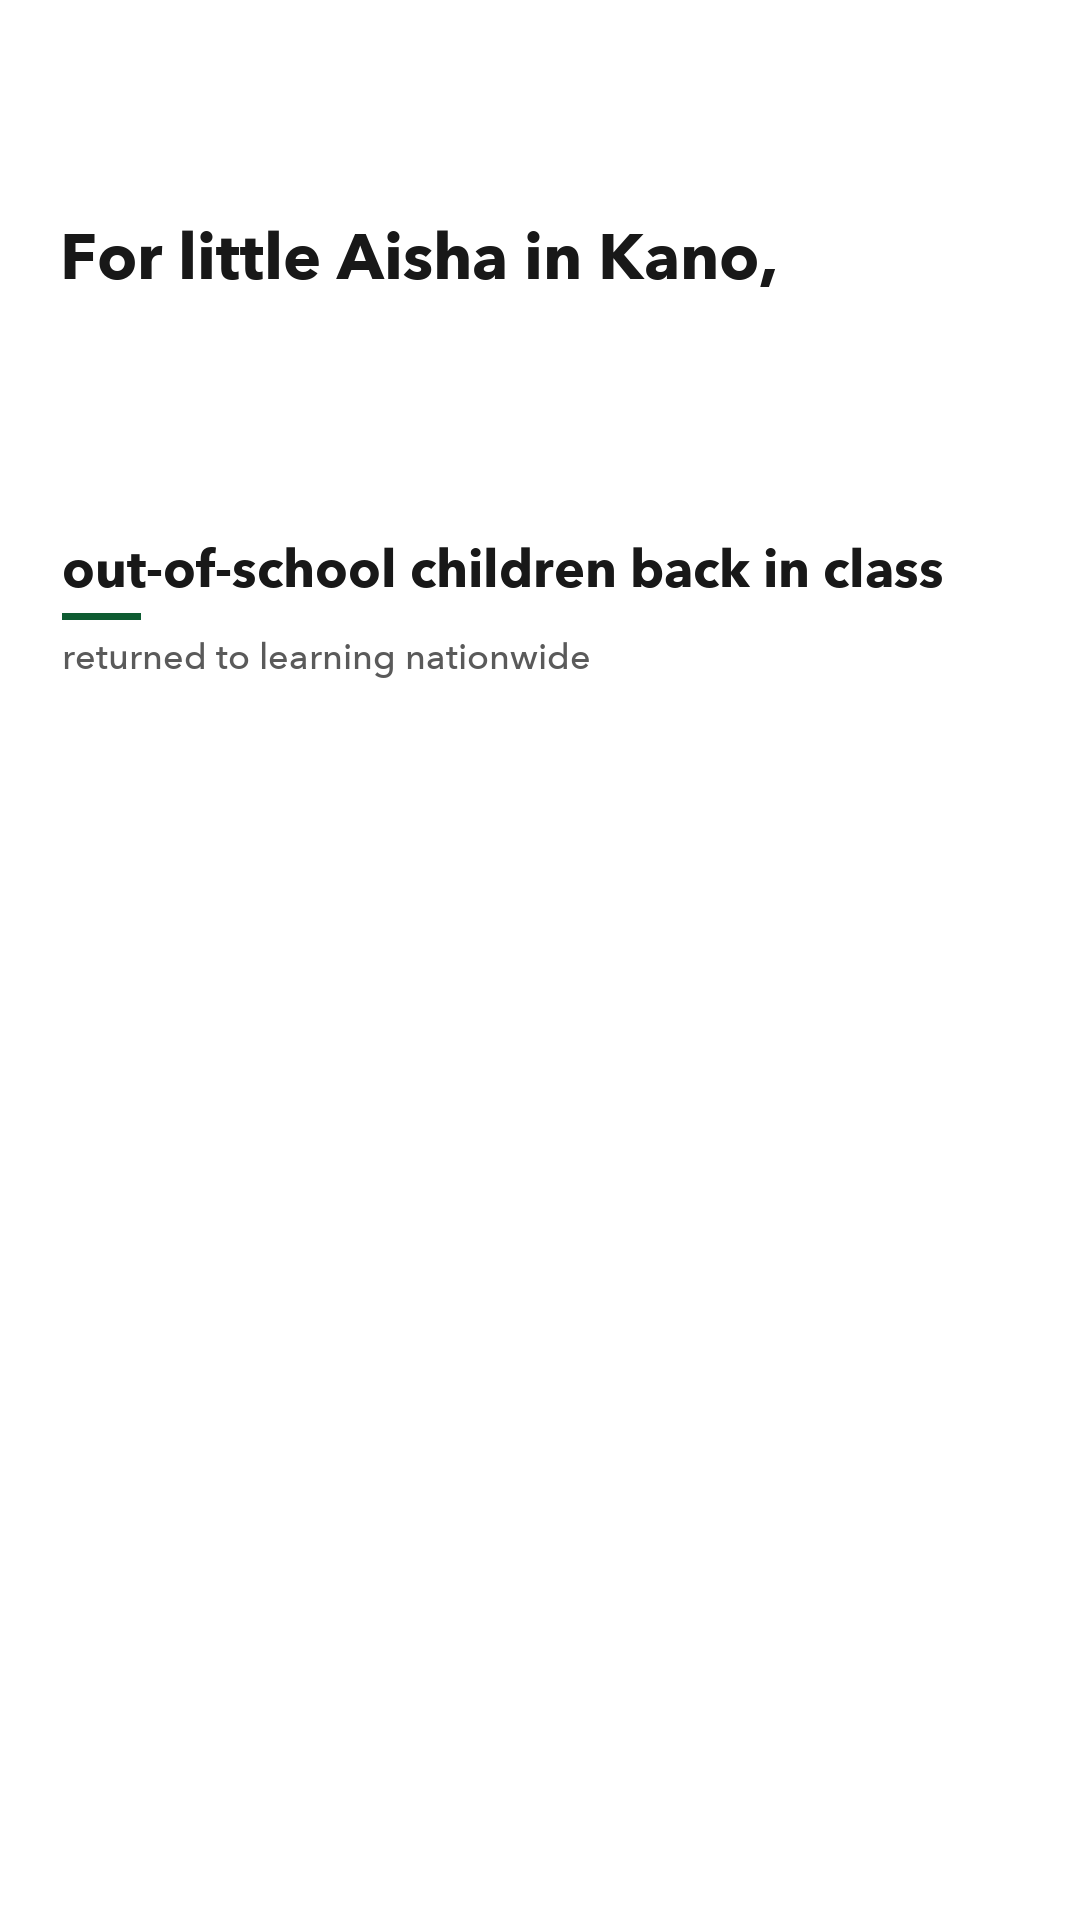 For little Aisha in Kano,
out-of-school children back in class
returned to learning nationwide